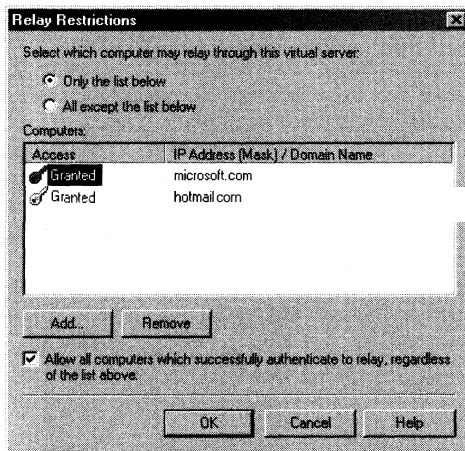 Relay Restrictions
Select which computer may relay through this virtual server:
Only the list below
All except the list below
Computers:
Access IP Address (Mask) / Domain Name
Granted microsoft.com
Granted hotmail.com
Add... Remove
Allow all computers which successfully authenticate to relay, regardless
of the list above.
OK Cancel Help